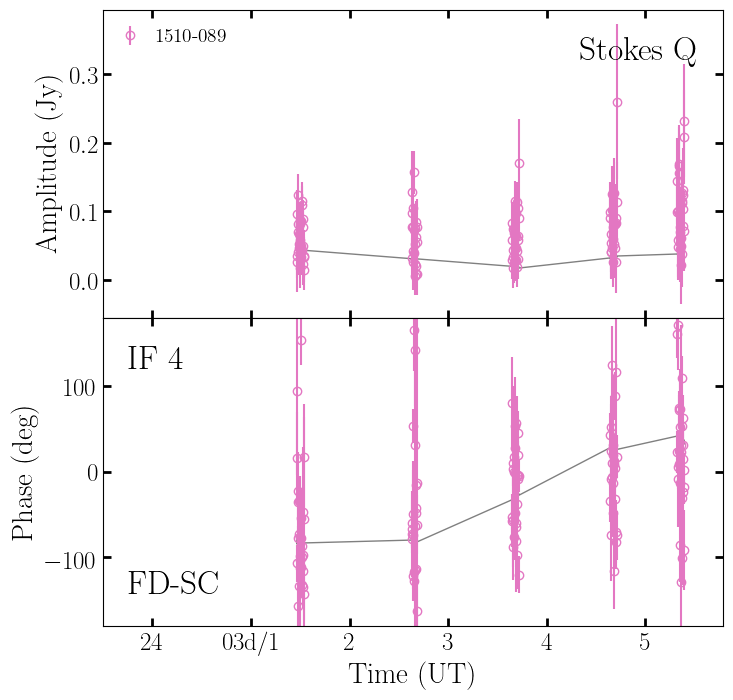 1510-089
Stokes Q
Amplitude (Jy)
0.3
0.2
0.1
0.0
IF 4
Phase (deg)
100
0
−100
FD-SC
24 03d/1 2 3 4 5
Time (UT)